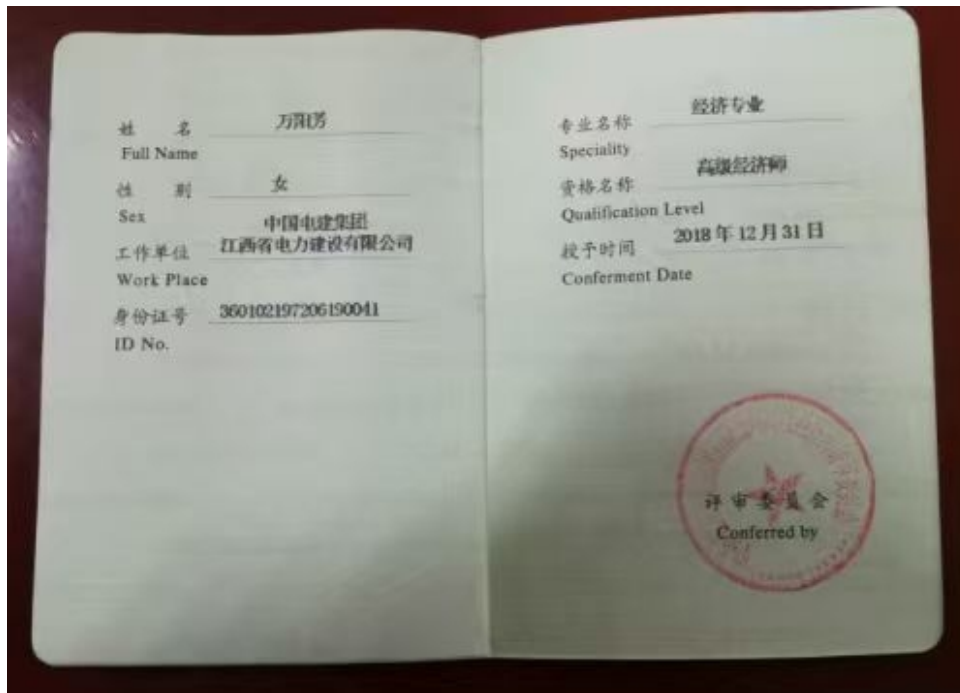 姓 名 万阳芳
Full Name
性 别 女
Sex
中国电建集团
工作单位 江西省电力建设有限公司
Work Place
身份证号 360102197206190041
ID No.
专业名称 经济专业
Speciality
资格名称 高级经济师
Qualification Level
授予时间 2018年12月31日
Conferment Date
评审委员会
Conferred by